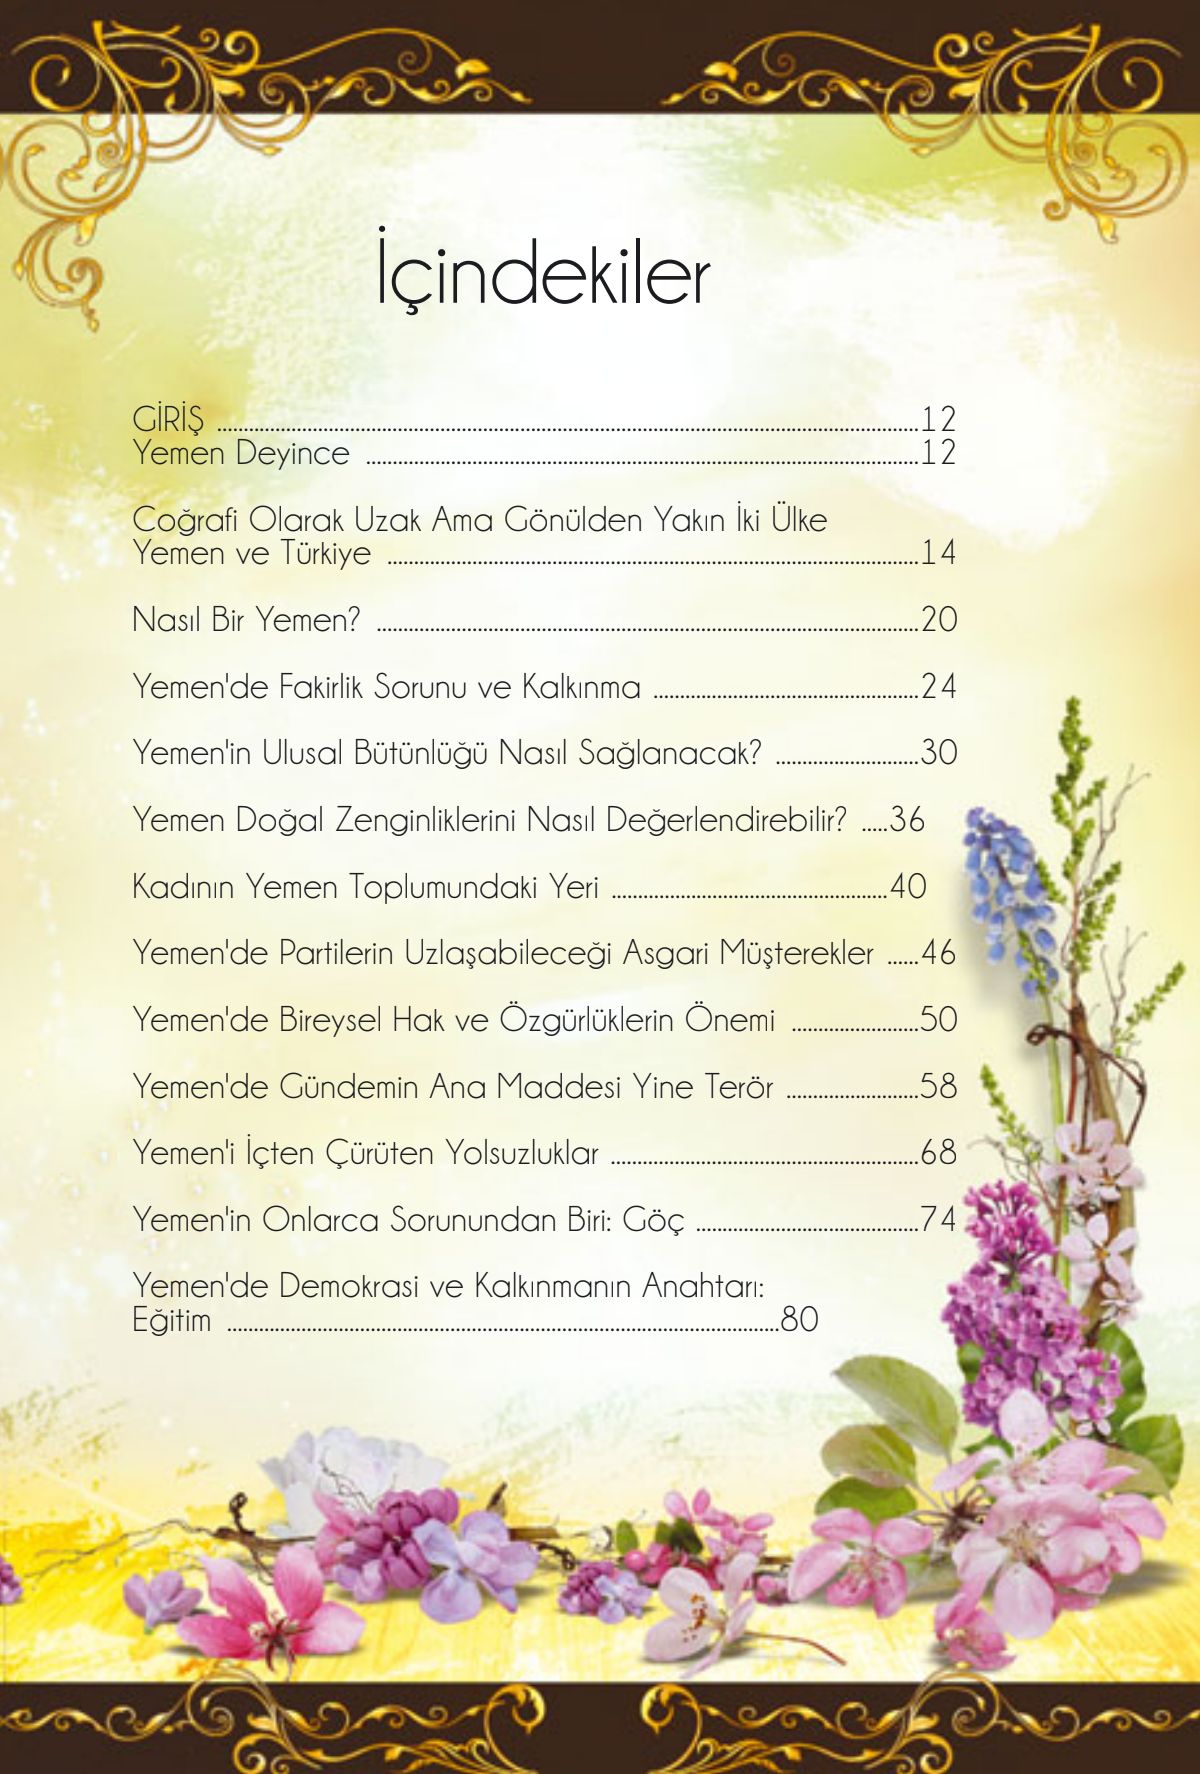 İçindekiler
GİRİŞ ........................................12
Yemen Deyince ........................................12
Coğrafi Olarak Uzak Ama Gönülden Yakın İki Ülke
Yemen ve Türkiye ........................................14
Nasıl Bir Yemen? ........................................20
Yemen'de Fakirlik Sorunu ve Kalkınma ........................................24
Yemen'in Ulusal Bütünlüğü Nasıl Sağlanacak? ...........................30
Yemen Doğal Zenginliklerini Nasıl Değerlendirebilir? .....36
Kadının Yemen Toplumundaki Yeri ........................................40
Yemen'de Partilerin Uzlaşabileceği Asgari Müşterekler ......46
Yemen'de Bireysel Hak ve Özgürlüklerin Önemi ........................50
Yemen'de Gündemin Ana Maddesi Yine Terör .........................58
Yemen'i İçten Çürüten Yolsuzluklar ........................................68
Yemen'in Onlarca Sorunundan Biri: Göç ........................................74
Yemen'de Demokrasi ve Kalkınmanın Anahtarı:
Eğitim ........................................80